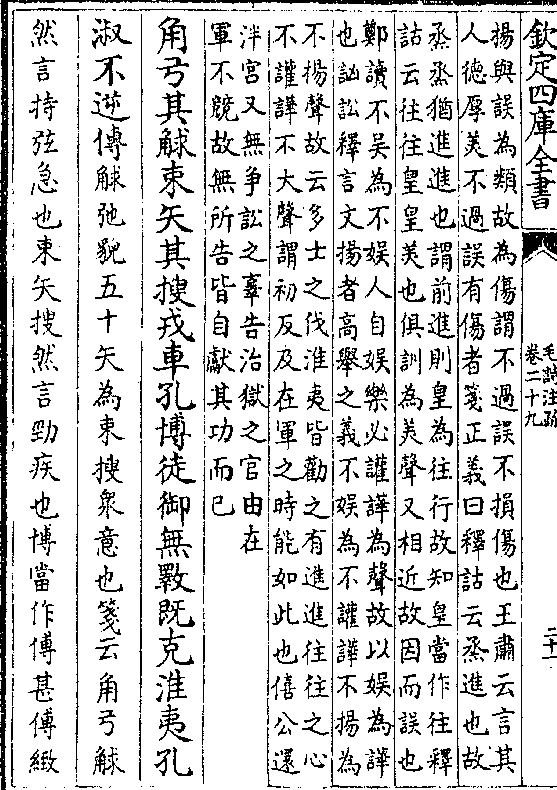 欽定四庫全書
毛詩注疏
卷二十九
二十一
揚與誤為類故為傷謂不過誤不損傷也王肅云言其
人德厚美不過誤有傷者箋正義曰釋詁云烝進也故
烝烝猶進進也謂前進則皇為往行故知皇當作往釋
詁云往往皇皇美也俱訓為美聲又相近故因而誤也
鄭讀不吳為不娱人自娱樂必讙譁為聲故以娱為譁
也訩訟釋言文揚者高舉之義不娱為不讙譁不揚為
不揚聲故云多士之伐淮夷皆勸之有進進往往之心
不讙譁不大聲謂初反及在軍之時能如此也僖公還
泮宫又無争訟之事告治獄之官由在
軍不競故無所告皆自獻其功而已
角弓其觩束矢其搜戎車孔博徒御無斁既克淮夷孔
淑不逆傳觩弛貌五十矢為束搜衆意也箋云角弓觩
然言持弦急也束矢搜然言勁疾也博當作傅甚傅緻